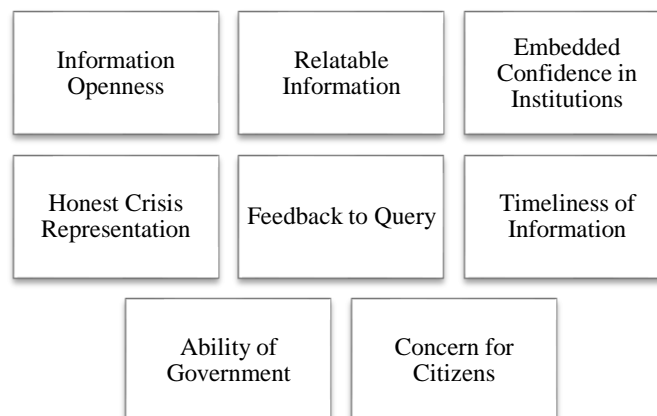 Information
Openness
Relatable
Information
Embedded
Confidence in
Institutions
Honest Crisis
Representation
Feedback to Query
Timeliness of
Information
Ability of
Government
Concern for
Citizens